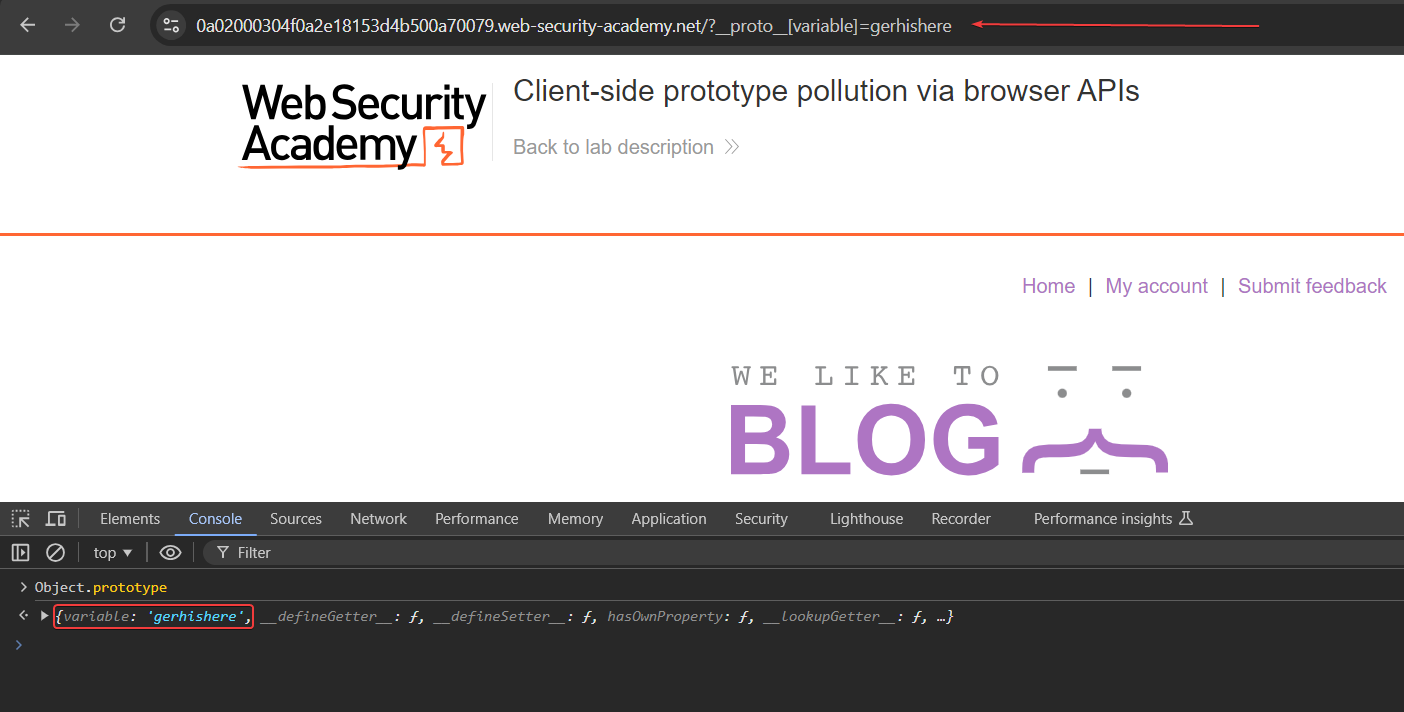 0a02000304f0a2e18153d4b500a70079.web-security-academy.net/?__proto__[variable]=gerhishere
Web Security
Academy
Client-side prototype pollution via browser APIs
Back to lab description
Home | My account | Submit feedback
WE LIKE TO
BLOG
Elements Console Sources Network Performance Memory Application Security Lighthouse Recorder Performance insights
top ▼ Filter
> Object.prototype
{variable: 'gerhishere', __defineGetter__: ƒ, __defineSetter__: ƒ, hasOwnProperty: ƒ, __lookupGetter__: ƒ, …}